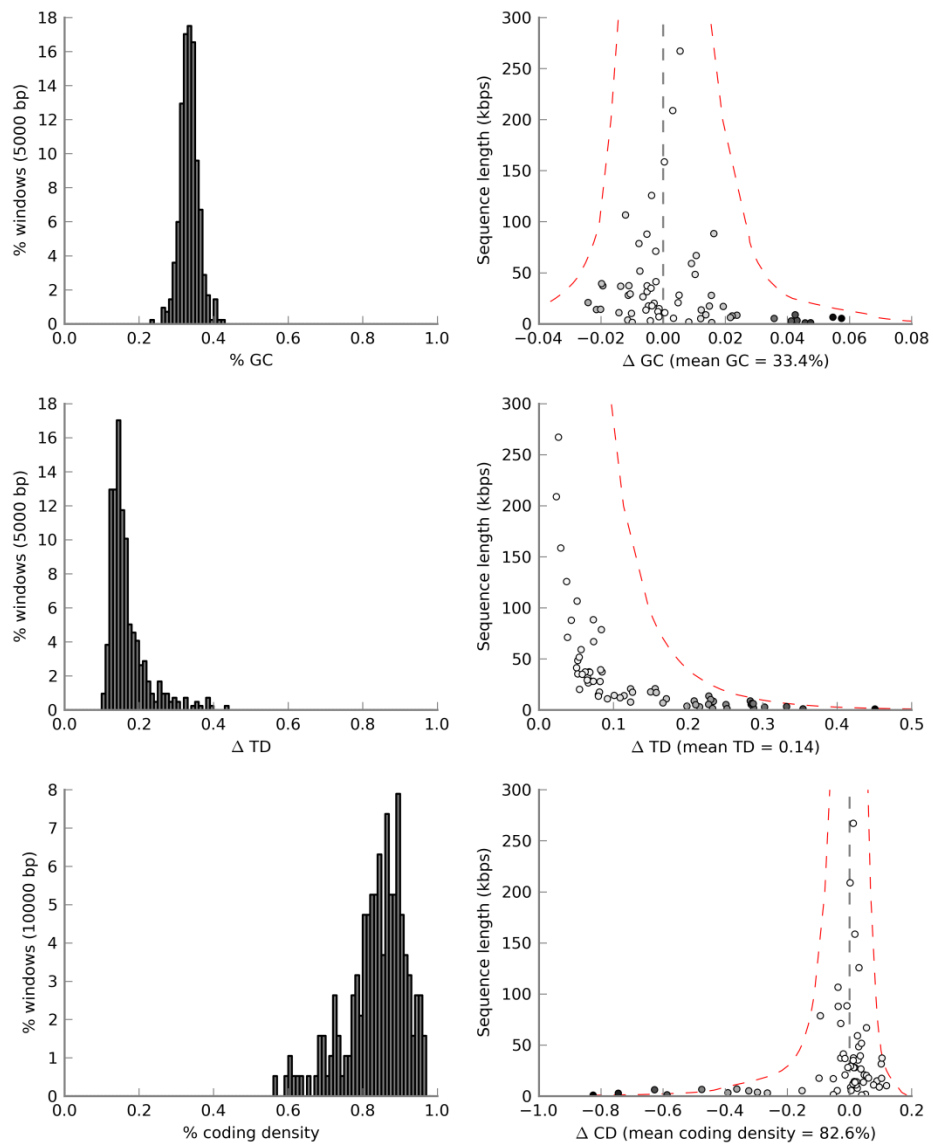 18
16
14
12
10
8
6
4
2
0
% windows (5000 bp)
0.0 0.2 0.4 0.6 0.8 1.0
% GC
300
250
200
150
100
50
0
Sequence length (kbps)
−0.04 −0.02 0.00 0.02 0.04 0.06 0.08
Δ GC (mean GC = 33.4%)
18
16
14
12
10
8
6
4
2
0
% windows (5000 bp)
0.0 0.2 0.4 0.6 0.8 1.0
Δ TD
300
250
200
150
100
50
0
Sequence length (kbps)
0.0 0.1 0.2 0.3 0.4 0.5
Δ TD (mean TD = 0.14)
8
7
6
5
4
3
2
1
0
% windows (10000 bp)
0.0 0.2 0.4 0.6 0.8 1.0
% coding density
300
250
200
150
100
50
0
Sequence length (kbps)
−1.0 −0.8 −0.6 −0.4 −0.2 0.0 0.2
Δ CD (mean coding density = 82.6%)